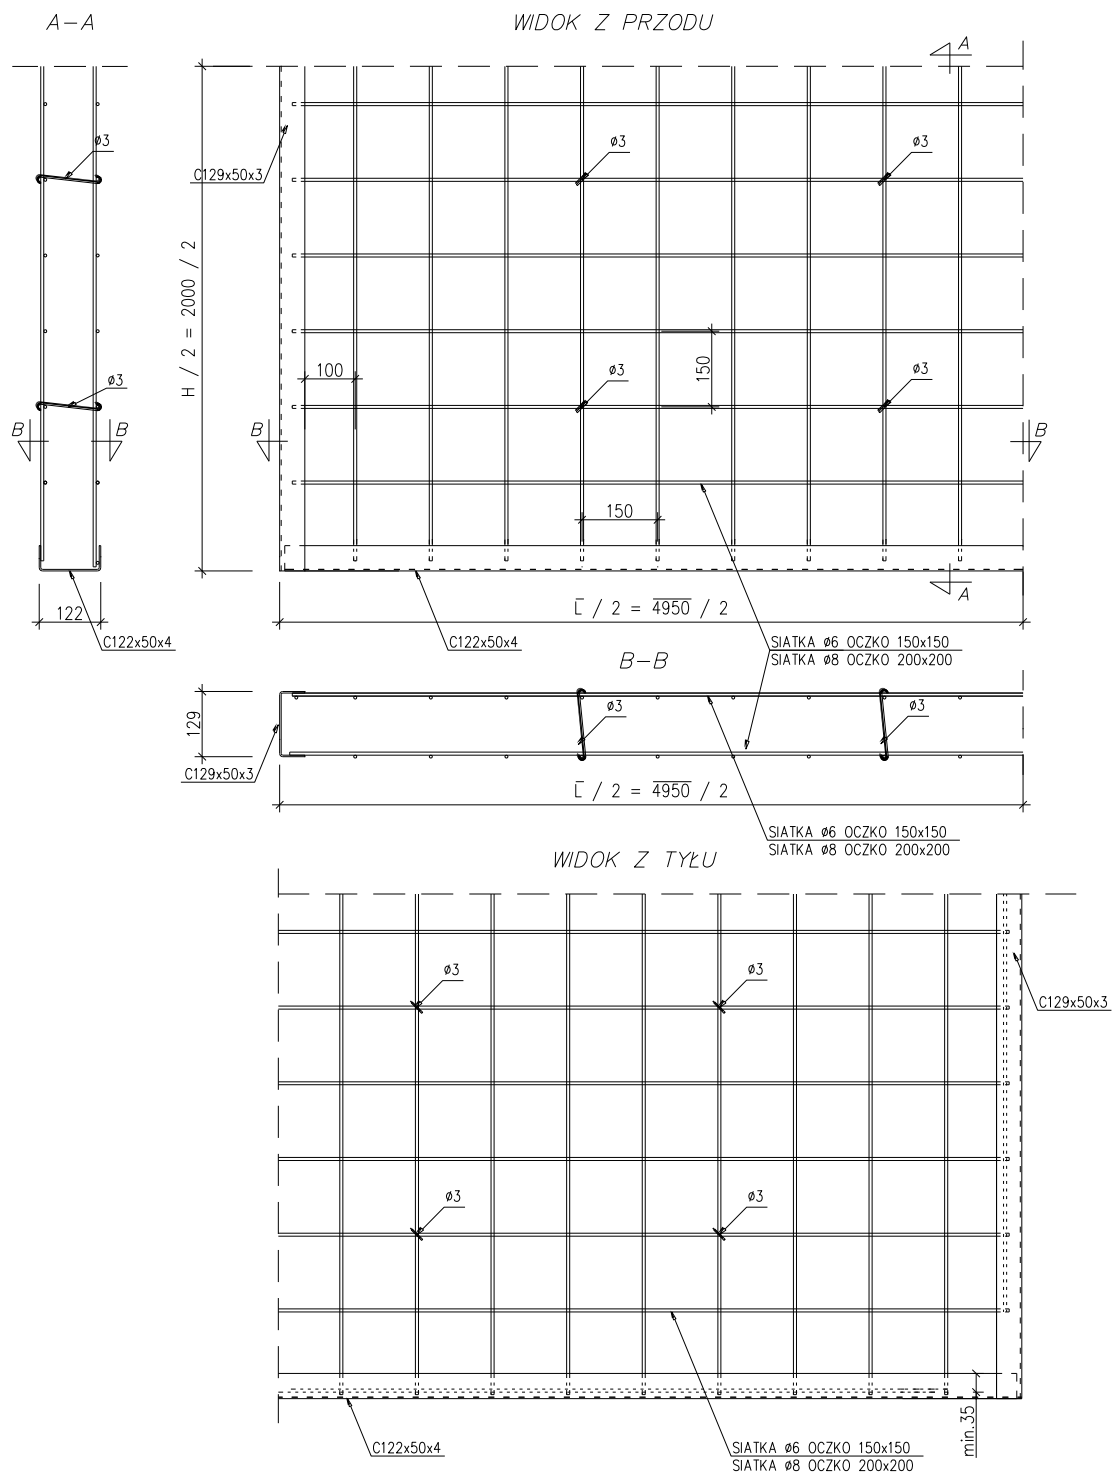 A-A
WIDOK Z PRZODU
A
ø3
ø3
ø3
C129x50x3
H / 2 = 2000 / 2
100
150
ø3
ø3
ø3
B
B
B
B
150
122
C122x50x4
L / 2 = 4950 / 2
C122x50x4
A
SIATKA ø6 OCZKO 150x150
SIATKA ø8 OCZKO 200x200
B-B
129
ø3
ø3
C129x50x3
L / 2 = 4950 / 2
SIATKA ø6 OCZKO 150x150
SIATKA ø8 OCZKO 200x200
WIDOK Z TYŁU
ø3
ø3
C129x50x3
ø3
ø3
min.35
C122x50x4
SIATKA ø6 OCZKO 150x150
SIATKA ø8 OCZKO 200x200